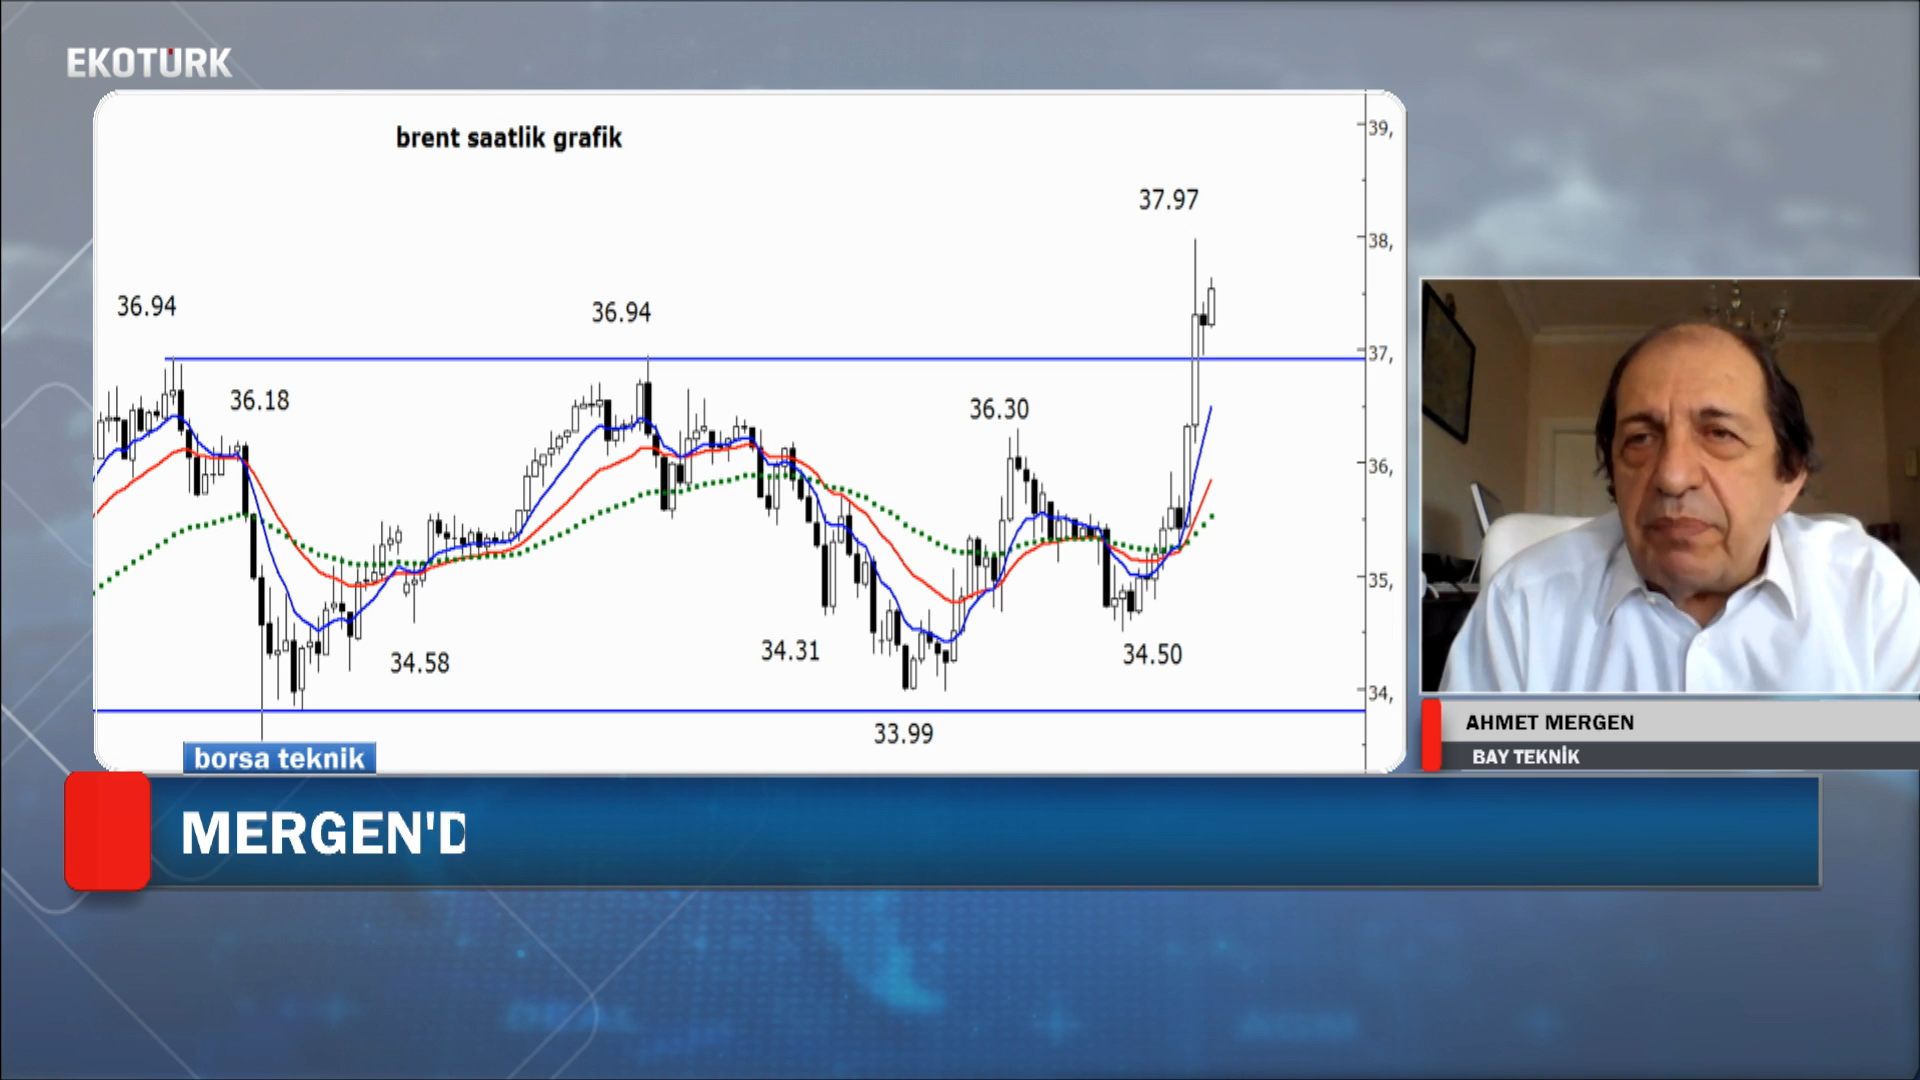 EKOTÜRK
brent saatlik grafik
39,
37.97
38,
36.94
36.94
37,
36.18
36.30
36,
35,
34.58
34.31
34.50
34,
33.99
AHMET MERGEN
BAY TEKNİK
borsa teknik
MERGEN'D